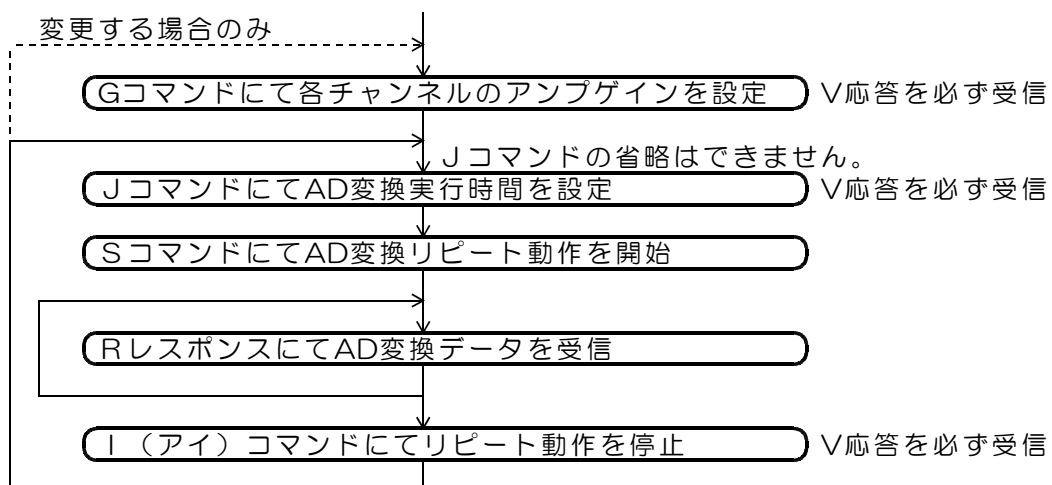 変更する場合のみ
Gコマンドにて各チャンネルのアンプゲインを設定 V応答を必ず受信
Jコマンドの省略はできません。
JコマンドにてAD変換実行時間を設定 V応答を必ず受信
SコマンドにてAD変換リピート動作を開始
RレスポンスにてAD変換データを受信
I(アイ)コマンドにてリピート動作を停止 V応答を必ず受信